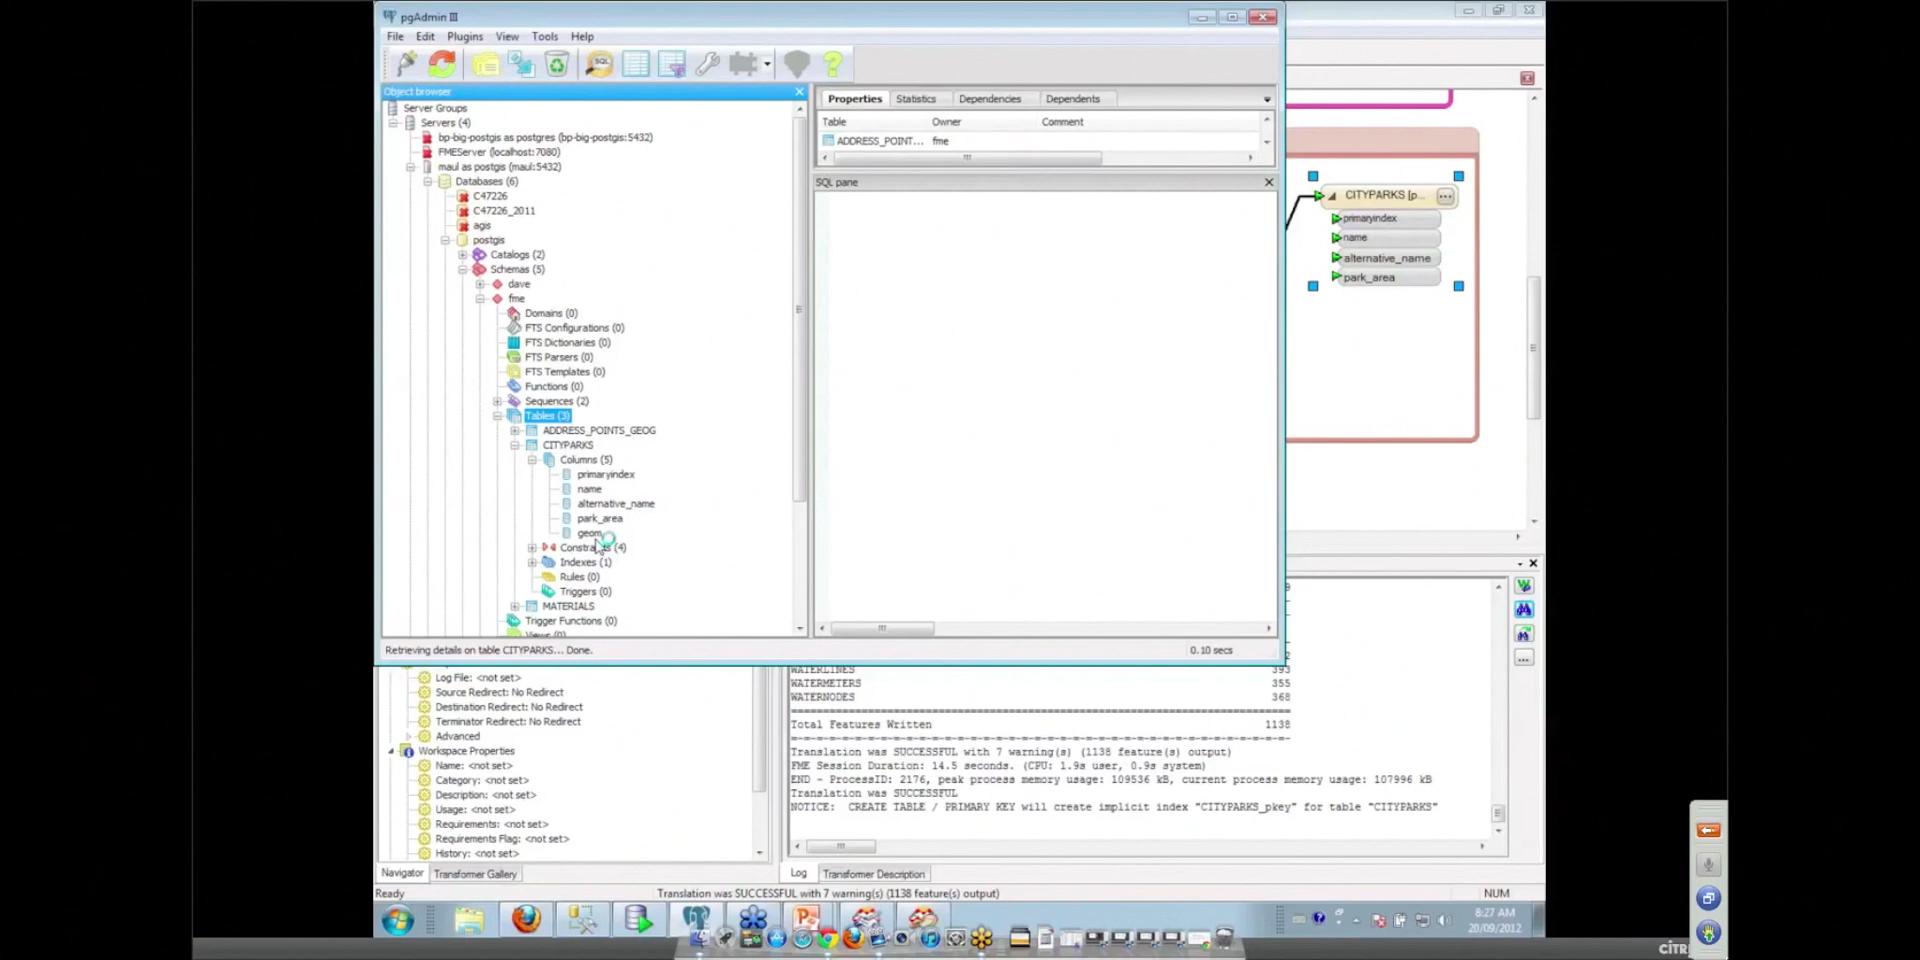 pgAdmin III
File Edit Plugins View Tools Help
SQL
Object browser
Server Groups
Servers (4)
bp-big-postgis as postgres (bp-big-postgis:5432)
FMEServer (localhost:7080)
maul as postgis (maul:5432)
Databases (6)
C47226
C47226_2011
agis
postgis
Catalogs (2)
Schemas (5)
dave
fme
Domains (0)
FTS Configurations (0)
FTS Dictionaries (0)
FTS Parsers (0)
FTS Templates (0)
Functions (0)
Sequences (2)
Tables (3)
ADDRESS_POINTS_GEOG
CITYPARKS
Columns (5)
primaryindex
name
alternative_name
park_area
geom
(4)
Indexes (1)
Rules (0)
Triggers (0)
MATERIALS
Trigger Functions (0)
Views (0)
Retrieving details on table CITYPARKS... Done.
0.10 secs
Properties Statistics Dependencies Dependents
Table Owner Comment
ADDRESS_POINT... fme
SQL pane
CITYPARKS [p...
primaryindex
name
alternative_name
park_area
Log File: <not set>
Source Redirect: No Redirect
Destination Redirect: No Redirect
Terminator Redirect: No Redirect
Advanced
Workspace Properties
Name: <not set>
Category: <not set>
Description: <not set>
Usage: <not set>
Requirements: <not set>
Requirements Flag: <not set>
History: <not set>
Navigator Transformer Gallery
WATERLINES 393
WATERMETERS 355
WATERNODES 368
Total Features Written 1138
Translation was SUCCESSFUL with 7 warning(s) (1138 feature(s) output)
FME Session Duration: 14.5 seconds. (CPU: 1.9s user, 0.9s system)
END - ProcessID: 2176, peak process memory usage: 109536 kB, current process memory usage: 107996 kB
Translation was SUCCESSFUL
NOTICE: CREATE TABLE / PRIMARY KEY will create implicit index "CITYPARKS_pkey" for table "CITYPARKS"
Log Transformer Description
Ready
Translation was SUCCESSFUL with 7 warning(s) (1138 feature(s) output)
NUM
8:27 AM
20/09/2012